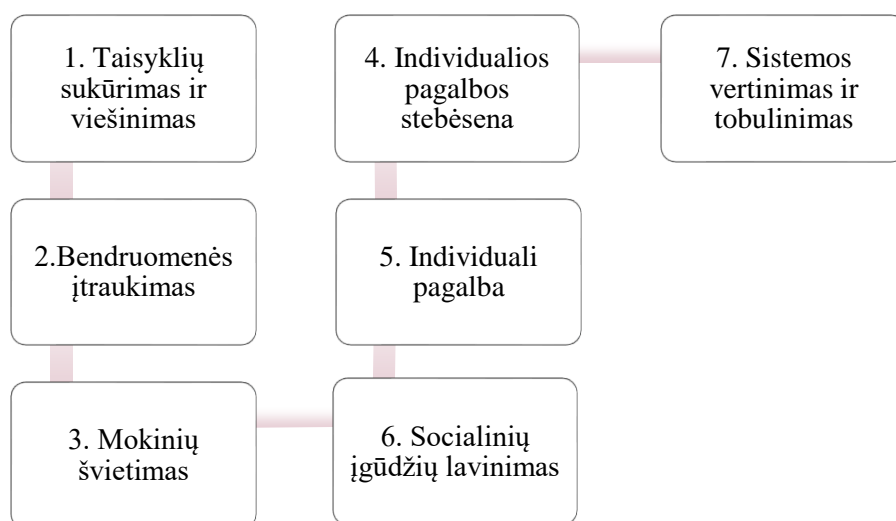 1. Taisyklių
sukūrimas ir
viešinimas
2.Bendruomenės
įtraukimas
3. Mokinių
švietimas
4. Individualios
pagalbos
stebėsena
5. Individuali
pagalba
6. Socialinių
įgūdžių lavinimas
7. Sistemos
vertinimas ir
tobulinimas